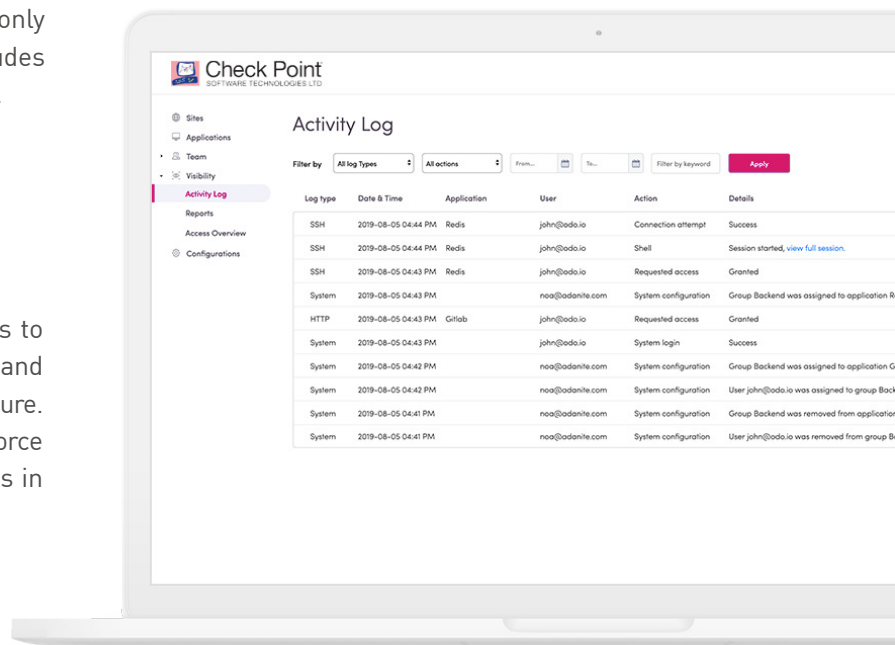 only
udes
s to
and
ure.
orce
s in
Check Point
SOFTWARE TECHNOLOGIES LTD
Sites
Applications
Team
Visibility
Activity Log
Reports
Access Overview
Configurations
Activity Log
Filter by All log Types All actions From... To... Filter by keyword Apply
Log type Date & Time Application User Action Details
SSH 2019-08-05 04:44 PM Redis john@odo.io Connection attempt Success
SSH 2019-08-05 04:44 PM Redis john@odo.io Shell Session started, view full session.
SSH 2019-08-05 04:43 PM Redis john@odo.io Requested access Granted
System 2019-08-05 04:43 PM noa@adanite.com System configuration Group Backend was assigned to application R
HTTP 2019-08-05 04:43 PM Gitlab john@odo.io Requested access Granted
System 2019-08-05 04:43 PM john@odo.io System login Success
System 2019-08-05 04:42 PM noa@adanite.com System configuration Group Backend was assigned to application G
System 2019-08-05 04:42 PM noa@adanite.com System configuration User john@odo.io was assigned to group Back
System 2019-08-05 04:41 PM noa@adanite.com System configuration Group Backend was removed from application
System 2019-08-05 04:41 PM noa@adanite.com System configuration User john@odo.io was removed from group B